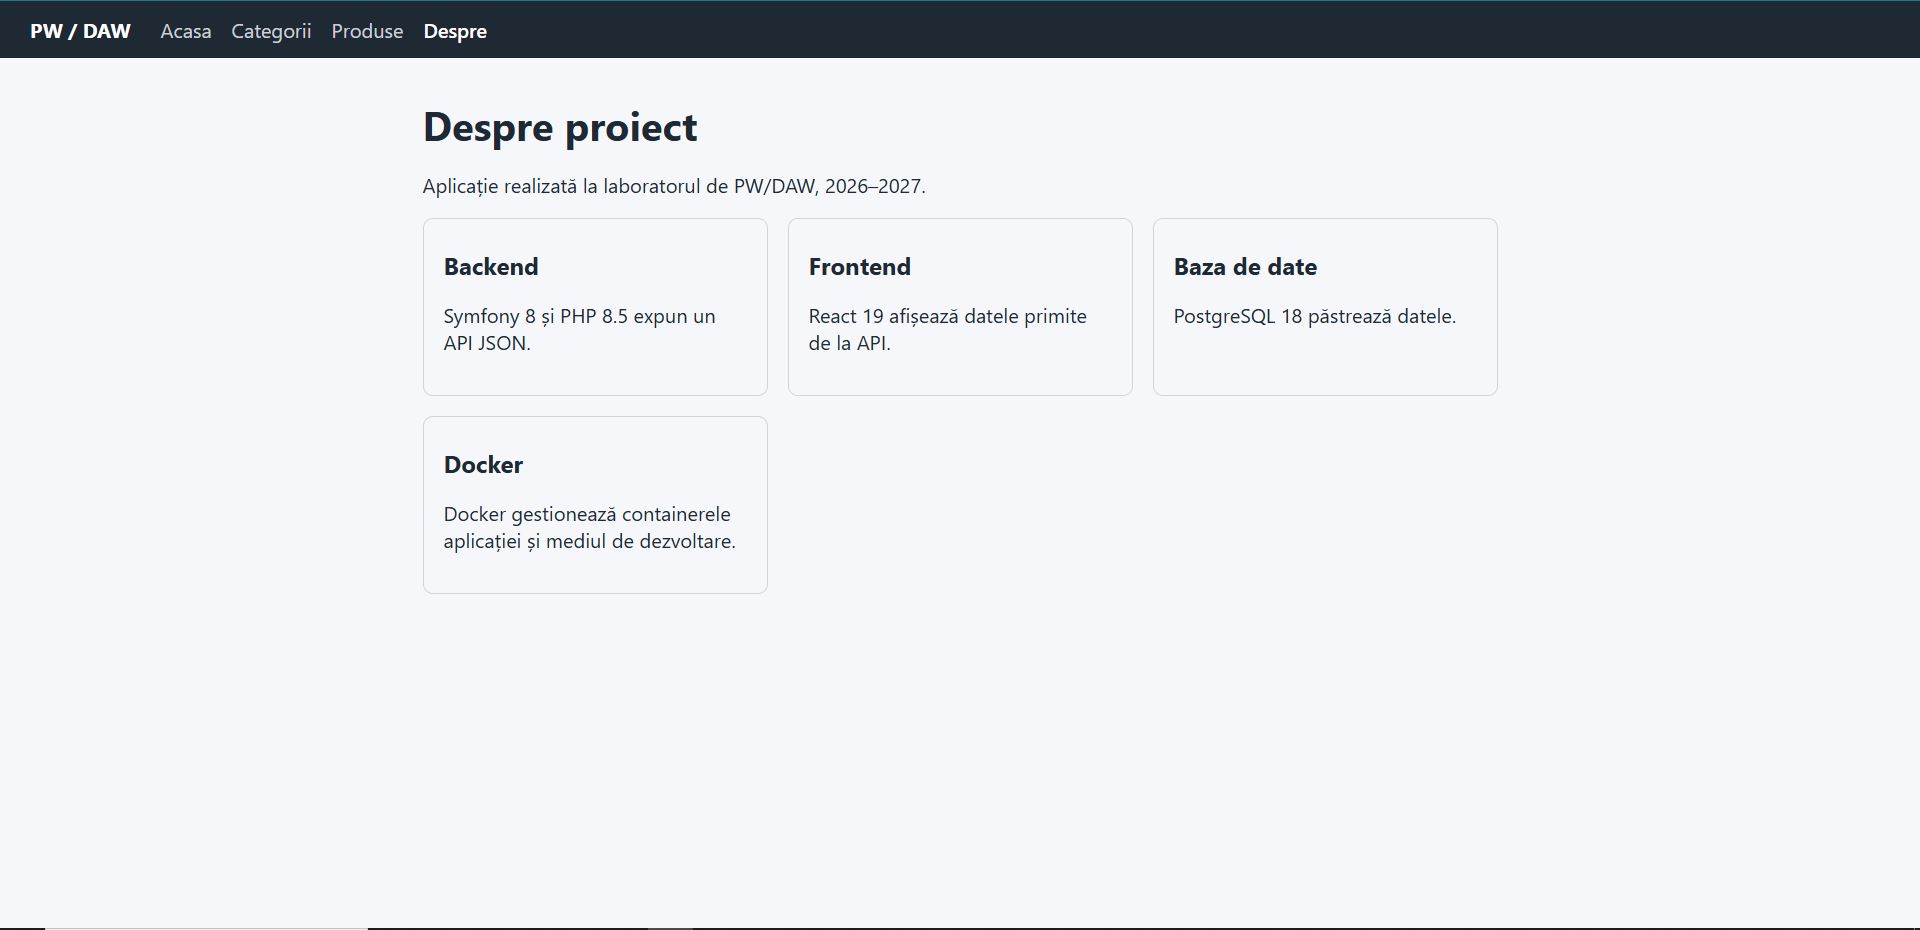 PW / DAW Acasa Categorii Produse Despre
Despre proiect
Aplicație realizată la laboratorul de PW/DAW, 2026–2027.
Backend
Symfony 8 și PHP 8.5 expun un
API JSON.
Frontend
React 19 afișează datele primite
de la API.
Baza de date
PostgreSQL 18 păstrează datele.
Docker
Docker gestionează containerele
aplicației și mediul de dezvoltare.